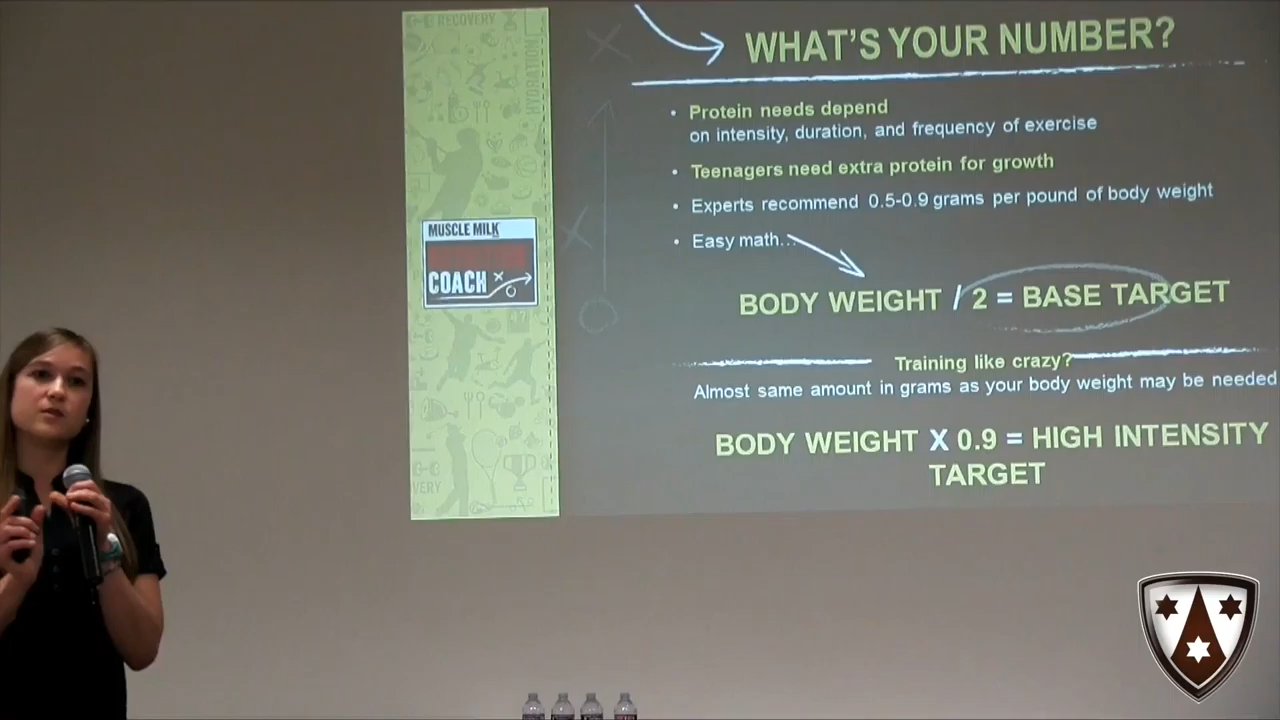 RECOVERY
HYDRATION
WHAT'S YOUR NUMBER?
• Protein needs depend
on intensity, duration, and frequency of exercise
• Teenagers need extra protein for growth
• Experts recommend 0.5-0.9 grams per pound of body weight
• Easy math...
MUSCLE MILK
COACH
BODY WEIGHT / 2 = BASE TARGET
Training like crazy?
Almost same amount in grams as your body weight may be needed
BODY WEIGHT X 0.9 = HIGH INTENSITY
TARGET
VERY